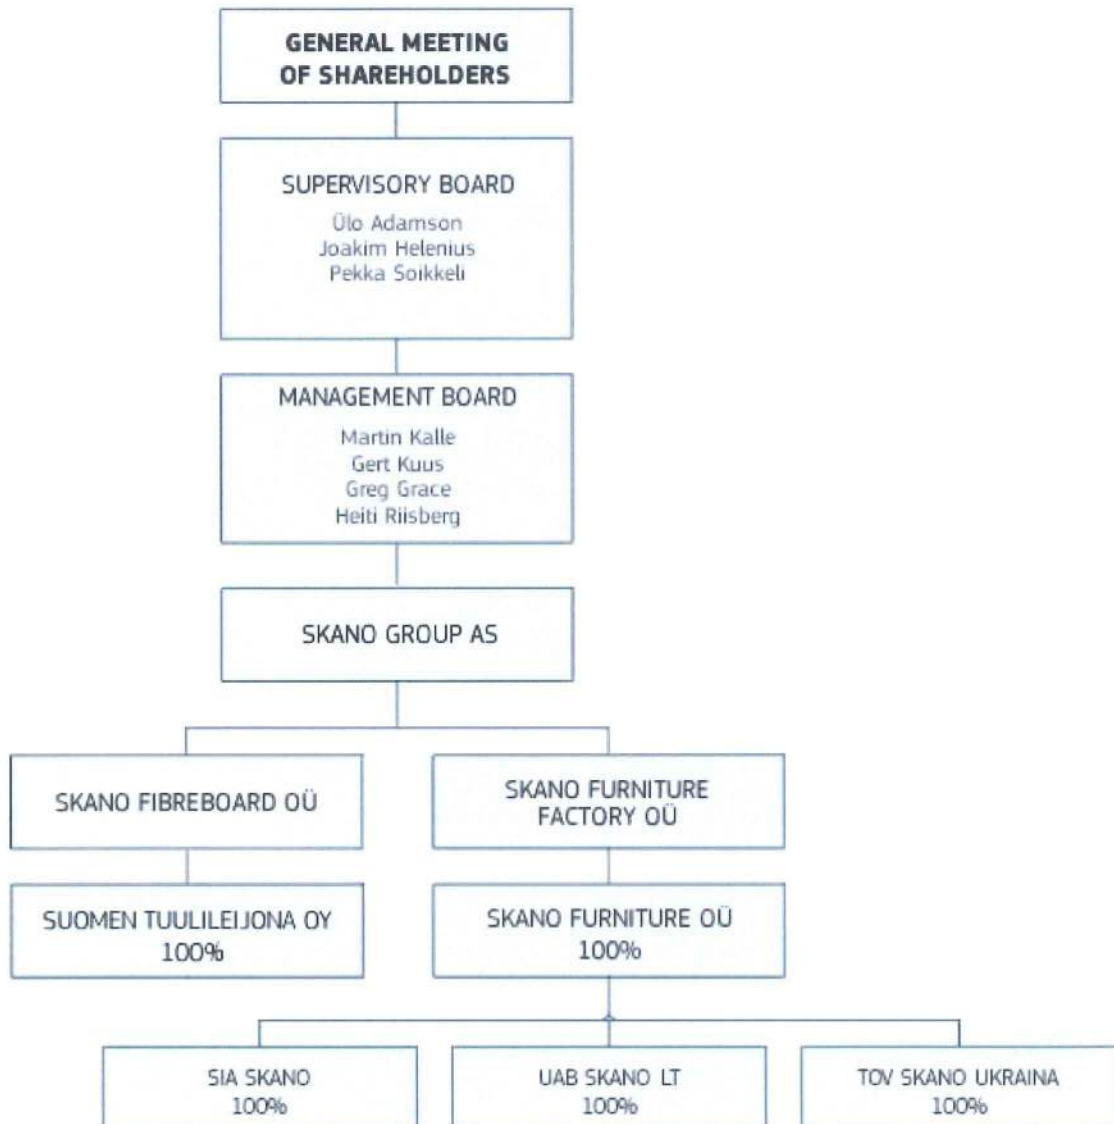 GENERAL MEETING
OF SHAREHOLDERS
SUPERVISORY BOARD
Ülo Adamson
Joakim Helenius
Pekka Soikkeli
MANAGEMENT BOARD
Martin Kalle
Gert Kuus
Greg Grace
Heiti Riisberg
SKANO GROUP AS
SKANO FIBREBOARD OÜ
SKANO FURNITURE
FACTORY OÜ
SUOMEN TUULILEIJONA OY
100%
SKANO FURNITURE OÜ
100%
SIA SKANO
100%
UAB SKANO LT
100%
TOV SKANO UKRAINA
100%